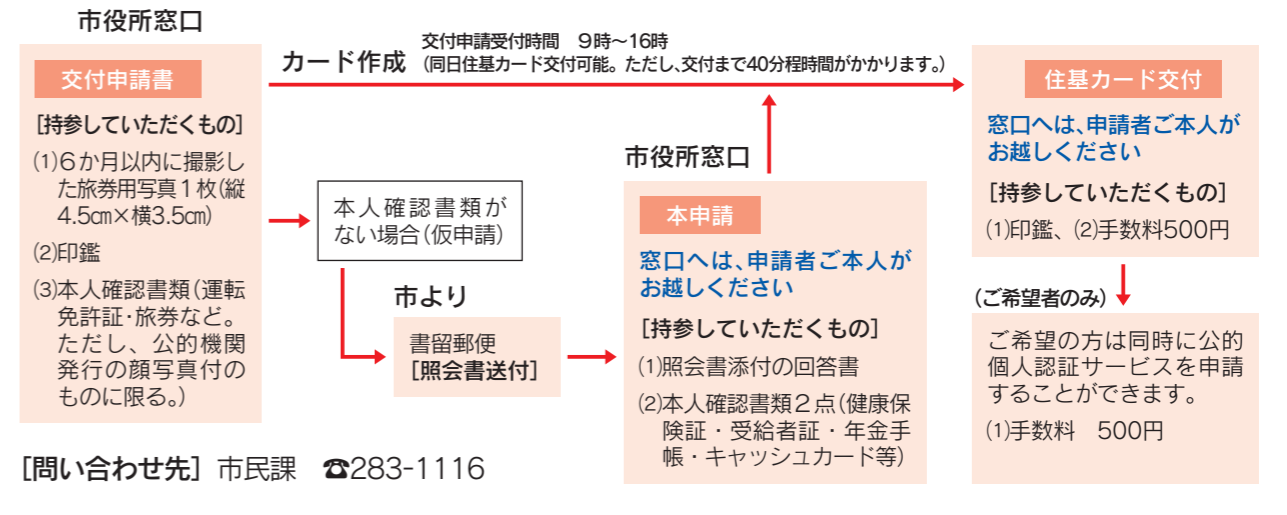 市役所窓口
交付申請書
[持参していただくもの]
(1)6か月以内に撮影し
た旅券用写真1枚(縦
4.5㎝×横3.5㎝)
(2)印鑑
(3)本人確認書類(運転
免許証・旅券など。
ただし、公的機関
発行の顔写真付の
ものに限る。)
カード作成
交付申請受付時間 9時～16時
(同日住基カード交付可能。ただし、交付まで40分程時間がかかります。)
本人確認書類が
ない場合(仮申請)
市より
書留郵便
[照会書送付]
市役所窓口
本申請
窓口へは、申請者ご本人が
お越しください
[持参していただくもの]
(1)照会書添付の回答書
(2)本人確認書類2点(健康保
険証・受給者証・年金手
帳・キャッシュカード等)
住基カード交付
窓口へは、申請者ご本人が
お越しください
[持参していただくもの]
(1)印鑑、(2)手数料500円
(ご希望者のみ)
ご希望の方は同時に公的
個人認証サービスを申請
することができます。
(1)手数料 500円
[問い合わせ先] 市民課 ☎283-1116